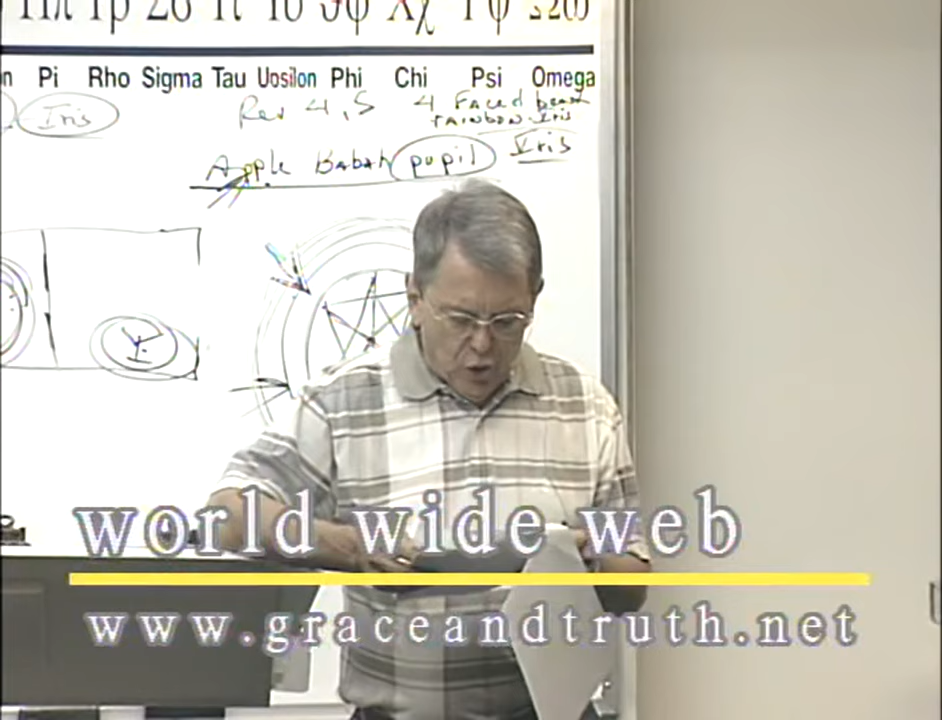 Pi Rho Sigma Tau Upsilon Phi Chi Psi Omega
Iris Rev 4,5 4 Faced beast
rainbow Iris
Apple Babah pupil Iris
world wide web
www.graceandtruth.net